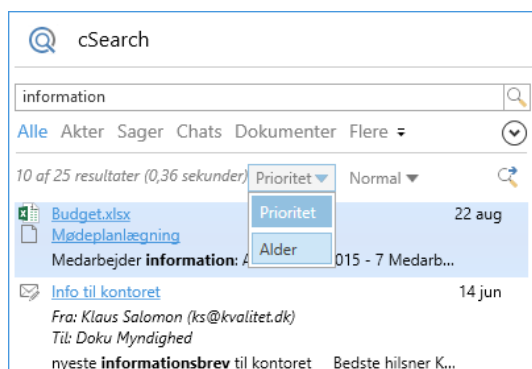 cSearch
information
Alle Akter Sager Chats Dokumenter Flere
10 af 25 resultater (0,36 sekunder) Prioritet Normal
Prioritet
Alder
Budget.xlsx 22 aug
Mødeplanlægning
Medarbejder information: 015 - 7 Medarb...
Info til kontoret 14 jun
Fra: Klaus Salomon (ks@kvalitet.dk)
Til: Doku Myndighed
nyeste informationsbrev til kontoret Bedste hilsner K...